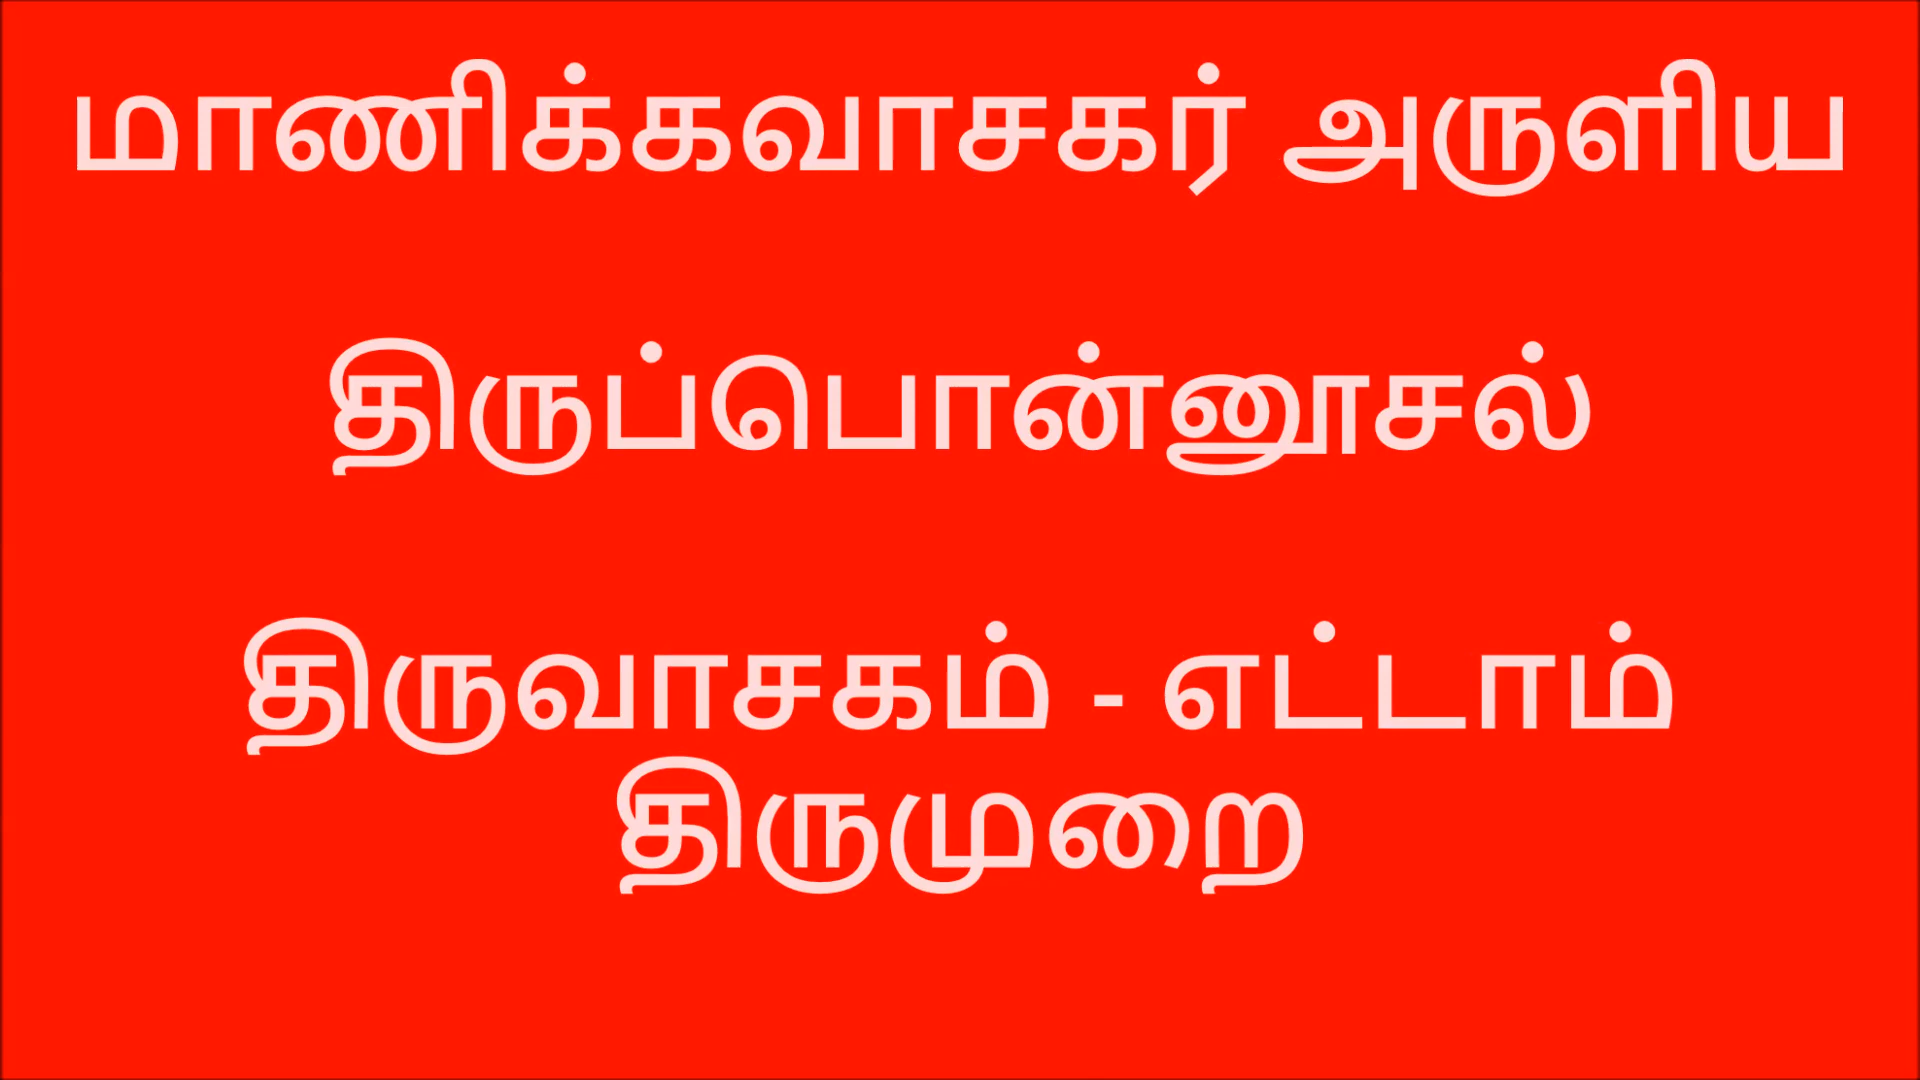 மாணிக்கவாசகர் அருளிய
திருப்பொன்னூசல்
திருவாசகம் - எட்டாம்
திருமுறை